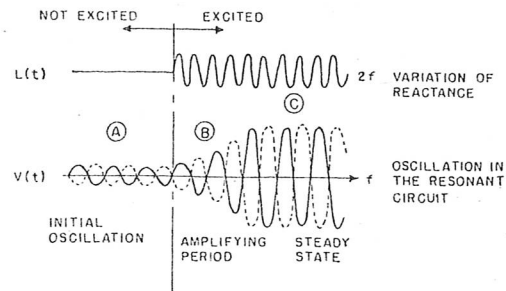 NOT EXCITED
EXCITED
L(t)
2f
VARIATION OF
REACTANCE
A
B
C
V(t)
f
OSCILLATION IN
THE RESONANT
CIRCUIT
INITIAL
OSCILLATION
AMPLIFYING
PERIOD
STEADY
STATE